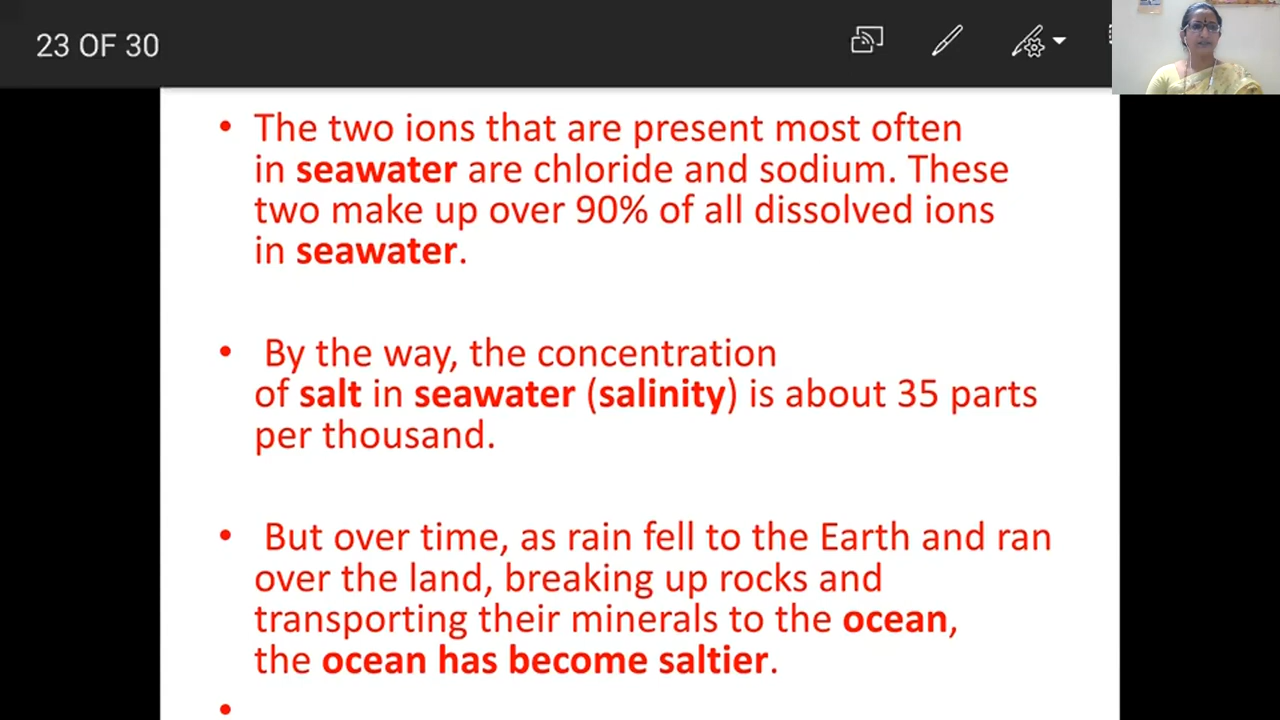 23 OF 30
• The two ions that are present most often
in seawater are chloride and sodium. These
two make up over 90% of all dissolved ions
in seawater.
• By the way, the concentration
of salt in seawater (salinity) is about 35 parts
per thousand.
• But over time, as rain fell to the Earth and ran
over the land, breaking up rocks and
transporting their minerals to the ocean,
the ocean has become saltier.
•